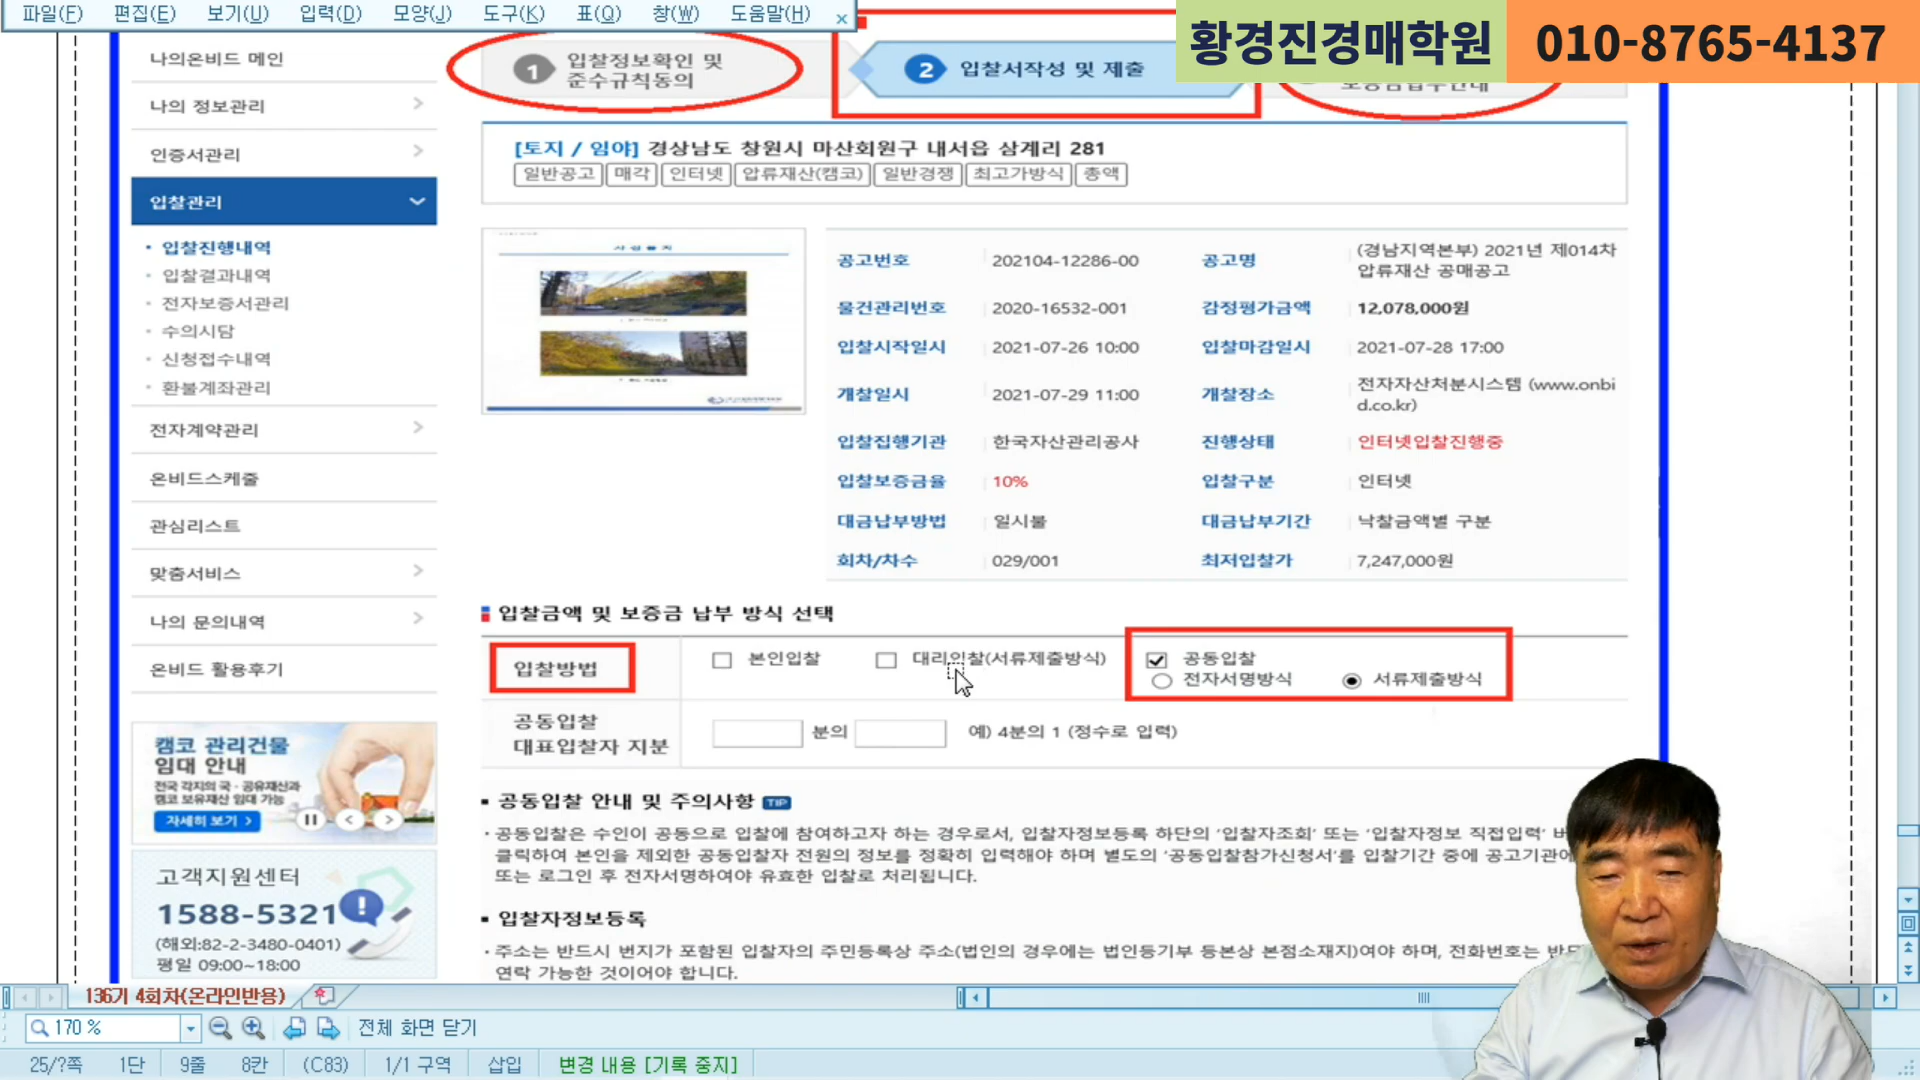 파일(F) 편집(E) 보기(U) 입력(D) 모양(J) 도구(K) 표(Q) 창(W) 도움말(H)
황경진경매학원 010-8765-4137
나의온비드 메인
나의 정보관리
인증서관리
입찰관리
입찰진행내역
입찰결과내역
전자보증서관리
수의시담
신청접수내역
환불계좌관리
전자계약관리
온비드스케줄
관심리스트
맞춤서비스
나의 문의내역
온비드 활용후기
캠코 관리건물
임대 안내
전국 각지의 국·공유재산과
캠코 보유재산 임대 가능
자세히 보기 >
고객지원센터
1588-5321
(해외:82-2-3480-0401)
평일 09:00~18:00
1 입찰정보확인 및
준수규칙동의
2 입찰서작성 및 제출
[토지 / 임야] 경상남도 창원시 마산회원구 내서읍 삼계리 281
일반공고 매각 인터넷 압류재산(캠코) 일반경쟁 최고가방식 총액
공고번호 202104-12286-00 공고명 (경남지역본부) 2021년 제014차
압류재산 공매공고
물건관리번호 2020-16532-001 감정평가금액 12,078,000원
입찰시작일시 2021-07-26 10:00 입찰마감일시 2021-07-28 17:00
개찰일시 2021-07-29 11:00 개찰장소 전자자산처분시스템 (www.onbi
d.co.kr)
입찰집행기관 한국자산관리공사 진행상태 인터넷입찰진행중
입찰보증금율 10% 입찰구분 인터넷
대금납부방법 일시불 대금납부기간 낙찰금액별 구분
회차/차수 029/001 최저입찰가 7,247,000원
입찰금액 및 보증금 납부 방식 선택
입찰방법 본인입찰 대리입찰(서류제출방식) 공동입찰
전자서명방식 서류제출방식
공동입찰
대표입찰자 지분 분의 예) 4분의 1 (정수로 입력)
공동입찰 안내 및 주의사항 TIP
공동입찰은 수인이 공동으로 입찰에 참여하고자 하는 경우로서, 입찰자정보등록 하단의 '입찰자조회' 또는 '입찰자정보 직접입력'
클릭하여 본인을 제외한 공동입찰자 전원의 정보를 정확히 입력해야 하며 별도의 '공동입찰참가신청서'를 입찰기간 중에 공고기관에
또는 로그인 후 전자서명하여야 유효한 입찰로 처리됩니다.
입찰자정보등록
주소는 반드시 번지가 포함된 입찰자의 주민등록상 주소(법인의 경우에는 법인등기부 등본상 본점소재지)여야 하며, 전화번호는
연락 가능한 것이어야 합니다.
136기 4회차(온라인반용)
170 % 전체 화면 닫기
25/?쪽 1단 9줄 8칸 (C83) 1/1 구역 삽입 변경 내용 [기록 중지]